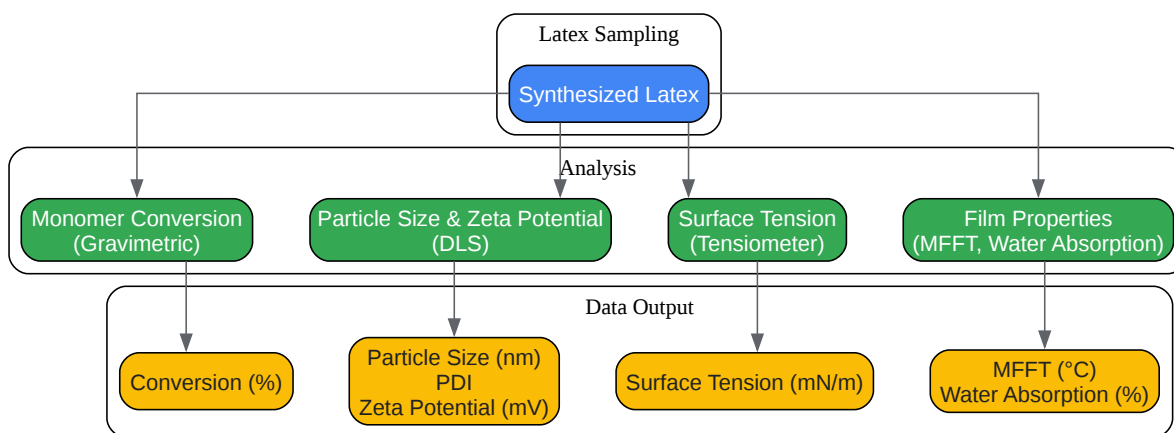 Latex Sampling
Synthesized Latex
Analysis
Monomer Conversion
(Gravimetric)
Particle Size & Zeta Potential
(DLS)
Surface Tension
(Tensiometer)
Film Properties
(MFFT, Water Absorption)
Data Output
Conversion (%)
Particle Size (nm)
PDI
Zeta Potential (mV)
Surface Tension (mN/m)
MFFT (°C)
Water Absorption (%)